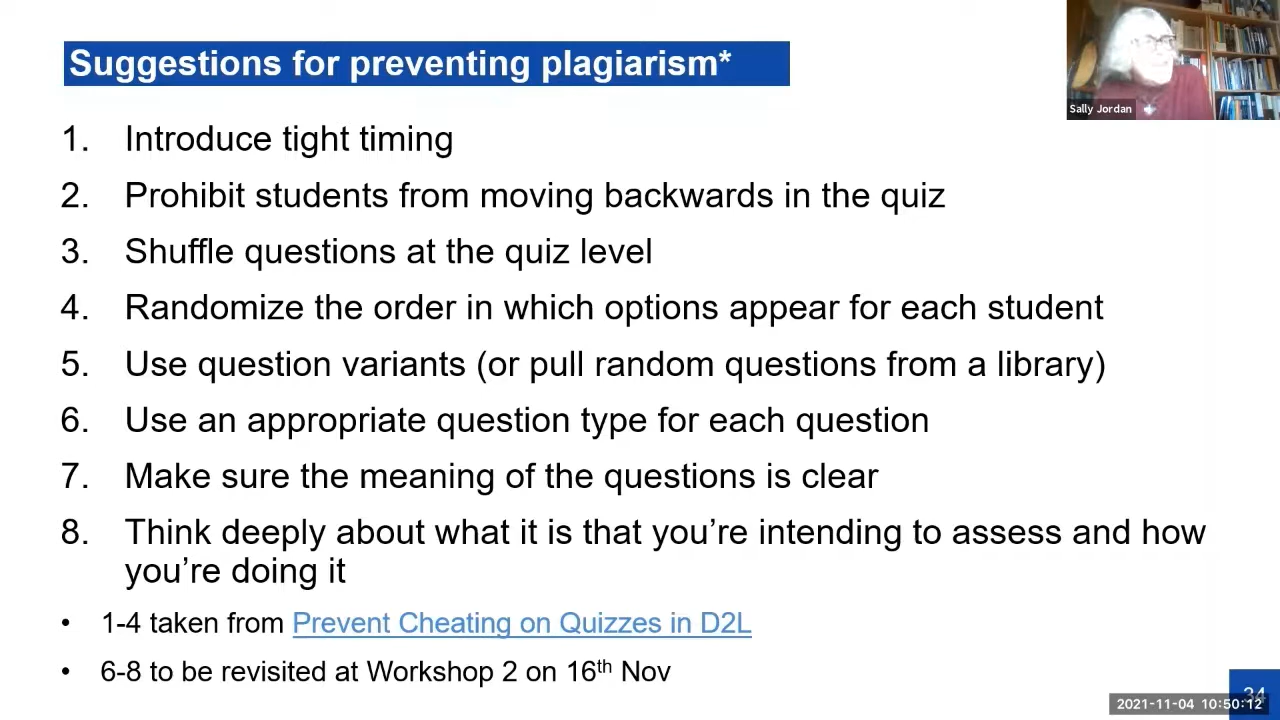 Suggestions for preventing plagiarism*
Sally Jordan
1. Introduce tight timing
2. Prohibit students from moving backwards in the quiz
3. Shuffle questions at the quiz level
4. Randomize the order in which options appear for each student
5. Use question variants (or pull random questions from a library)
6. Use an appropriate question type for each question
7. Make sure the meaning of the questions is clear
8. Think deeply about what it is that you’re intending to assess and how
you’re doing it
• 1-4 taken from Prevent Cheating on Quizzes in D2L
• 6-8 to be revisited at Workshop 2 on 16th Nov
34
2021-11-04 10:50:12